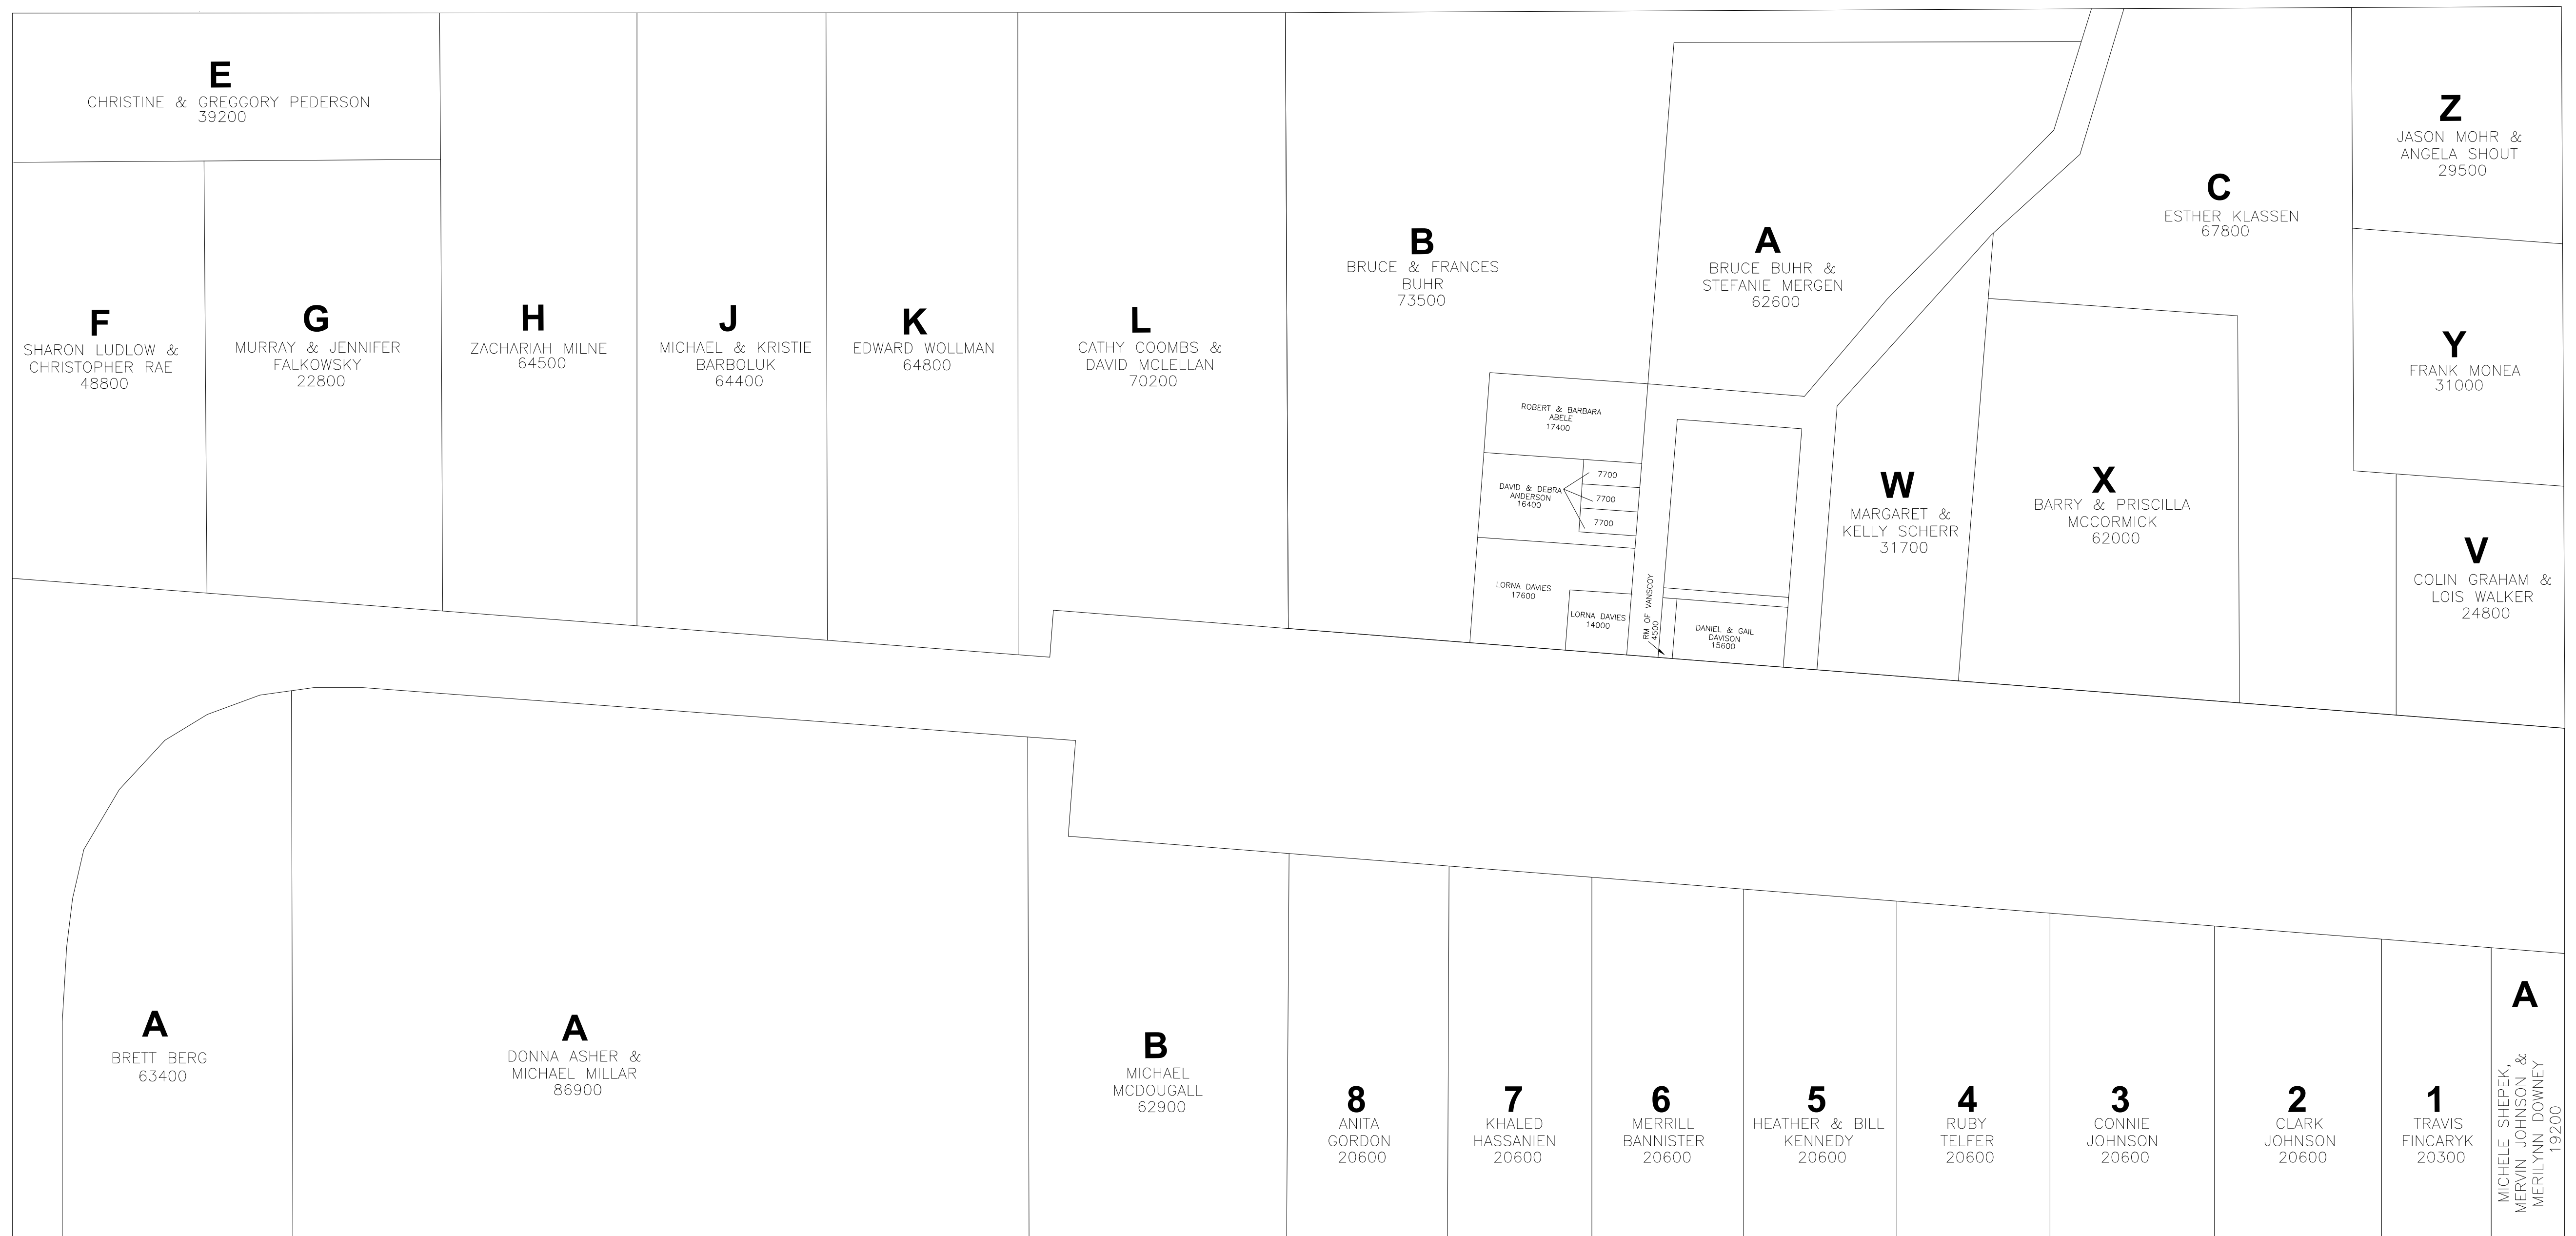 E
CHRISTINE & GREGGORY PEDERSON
39200
F
SHARON LUDLOW &
CHRISTOPHER RAE
48800
G
MURRAY & JENNIFER
FALKOWSKY
22800
H
ZACHARIAH MILNE
64500
J
MICHAEL & KRISTIE
BARBOLUK
64400
K
EDWARD WOLLMAN
64800
L
CATHY COOMBS &
DAVID MCLELLAN
70200
B
BRUCE & FRANCES
BUHR
73500
A
BRUCE BUHR &
STEFANIE MERGEN
62600
C
ESTHER KLASSEN
67800
Z
JASON MOHR &
ANGELA SHOUT
29500
Y
FRANK MONEA
31000
ROBERT & BARBARA
ABELE
17400
DAVID & DEBRA
ANDERSON
16400
7700
7700
7700
LORNA DAVIES
17600
LORNA DAVIES
14000
RM OF VANSCOY
4500
DANIEL & GAIL
DAVISON
15600
W
MARGARET &
KELLY SCHERR
31700
X
BARRY & PRISCILLA
MCCORMICK
62000
V
COLIN GRAHAM &
LOIS WALKER
24800
A
BRETT BERG
63400
A
DONNA ASHER &
MICHAEL MILLAR
86900
B
MICHAEL
MCDOUGALL
62900
8
ANITA
GORDON
20600
7
KHALED
HASSANIEN
20600
6
MERRILL
BANNISTER
20600
5
HEATHER & BILL
KENNEDY
20600
4
RUBY
TELFER
20600
3
CONNIE
JOHNSON
20600
2
CLARK
JOHNSON
20600
1
TRAVIS
FINCARYK
20300
A
MICHELE SHEPEK,
MERVIN JOHNSON &
MERILYNN DOWNEY
19200